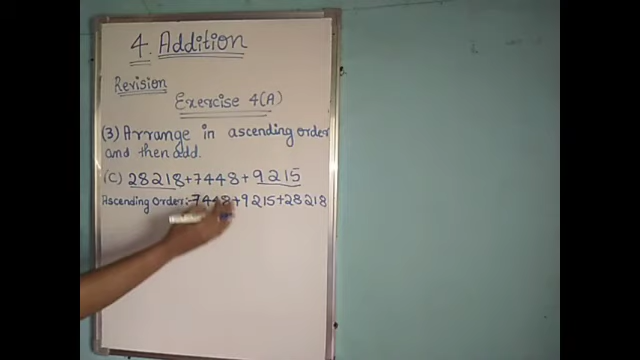 4. Addition
Revision
Exercise 4(A)
(3) Arrange in ascending order
and then add.
(C) 28218+7448+9215
Ascending Order:-7448+9215+28218